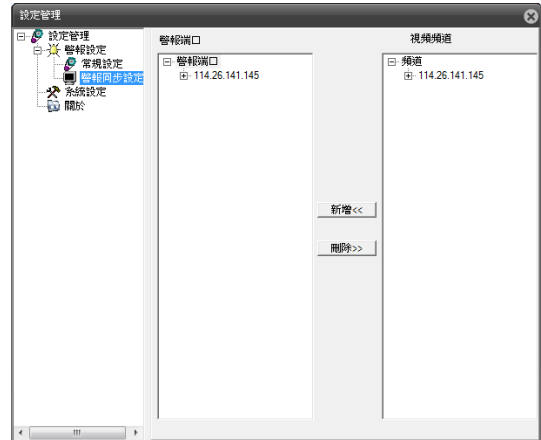 設定管理
設定管理
警報設定
常規設定
警報同步設定
系統設定
關於
警報端口
警報端口
114.26.141.145
新增<<
刪除>>
視頻頻道
頻道
114.26.141.145